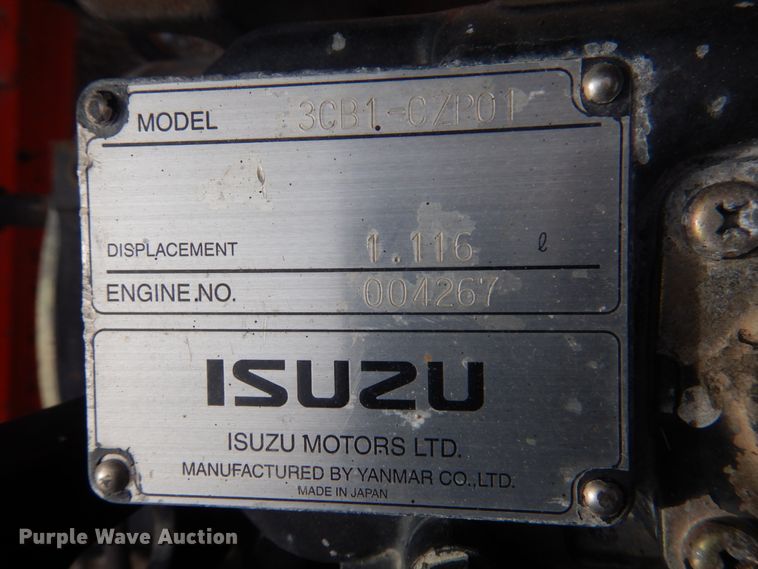 MODEL 3CB1-CZP01
DISPLACEMENT 1.116 ℓ
ENGINE.NO. 004267
ISUZU
ISUZU MOTORS LTD.
MANUFACTURED BY YANMAR CO.,LTD.
MADE IN JAPAN
Purple Wave Auction